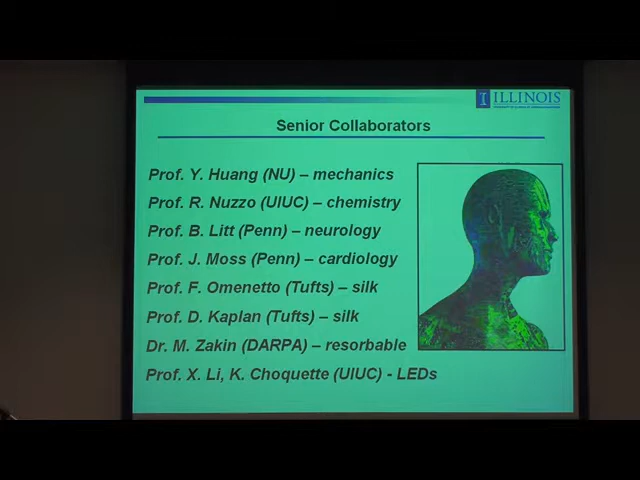 ILLINOIS
Senior Collaborators
Prof. Y. Huang (NU) – mechanics
Prof. R. Nuzzo (UIUC) – chemistry
Prof. B. Litt (Penn) – neurology
Prof. J. Moss (Penn) – cardiology
Prof. F. Omenetto (Tufts) – silk
Prof. D. Kaplan (Tufts) – silk
Dr. M. Zakin (DARPA) – resorbable
Prof. X. Li, K. Choquette (UIUC) - LEDs